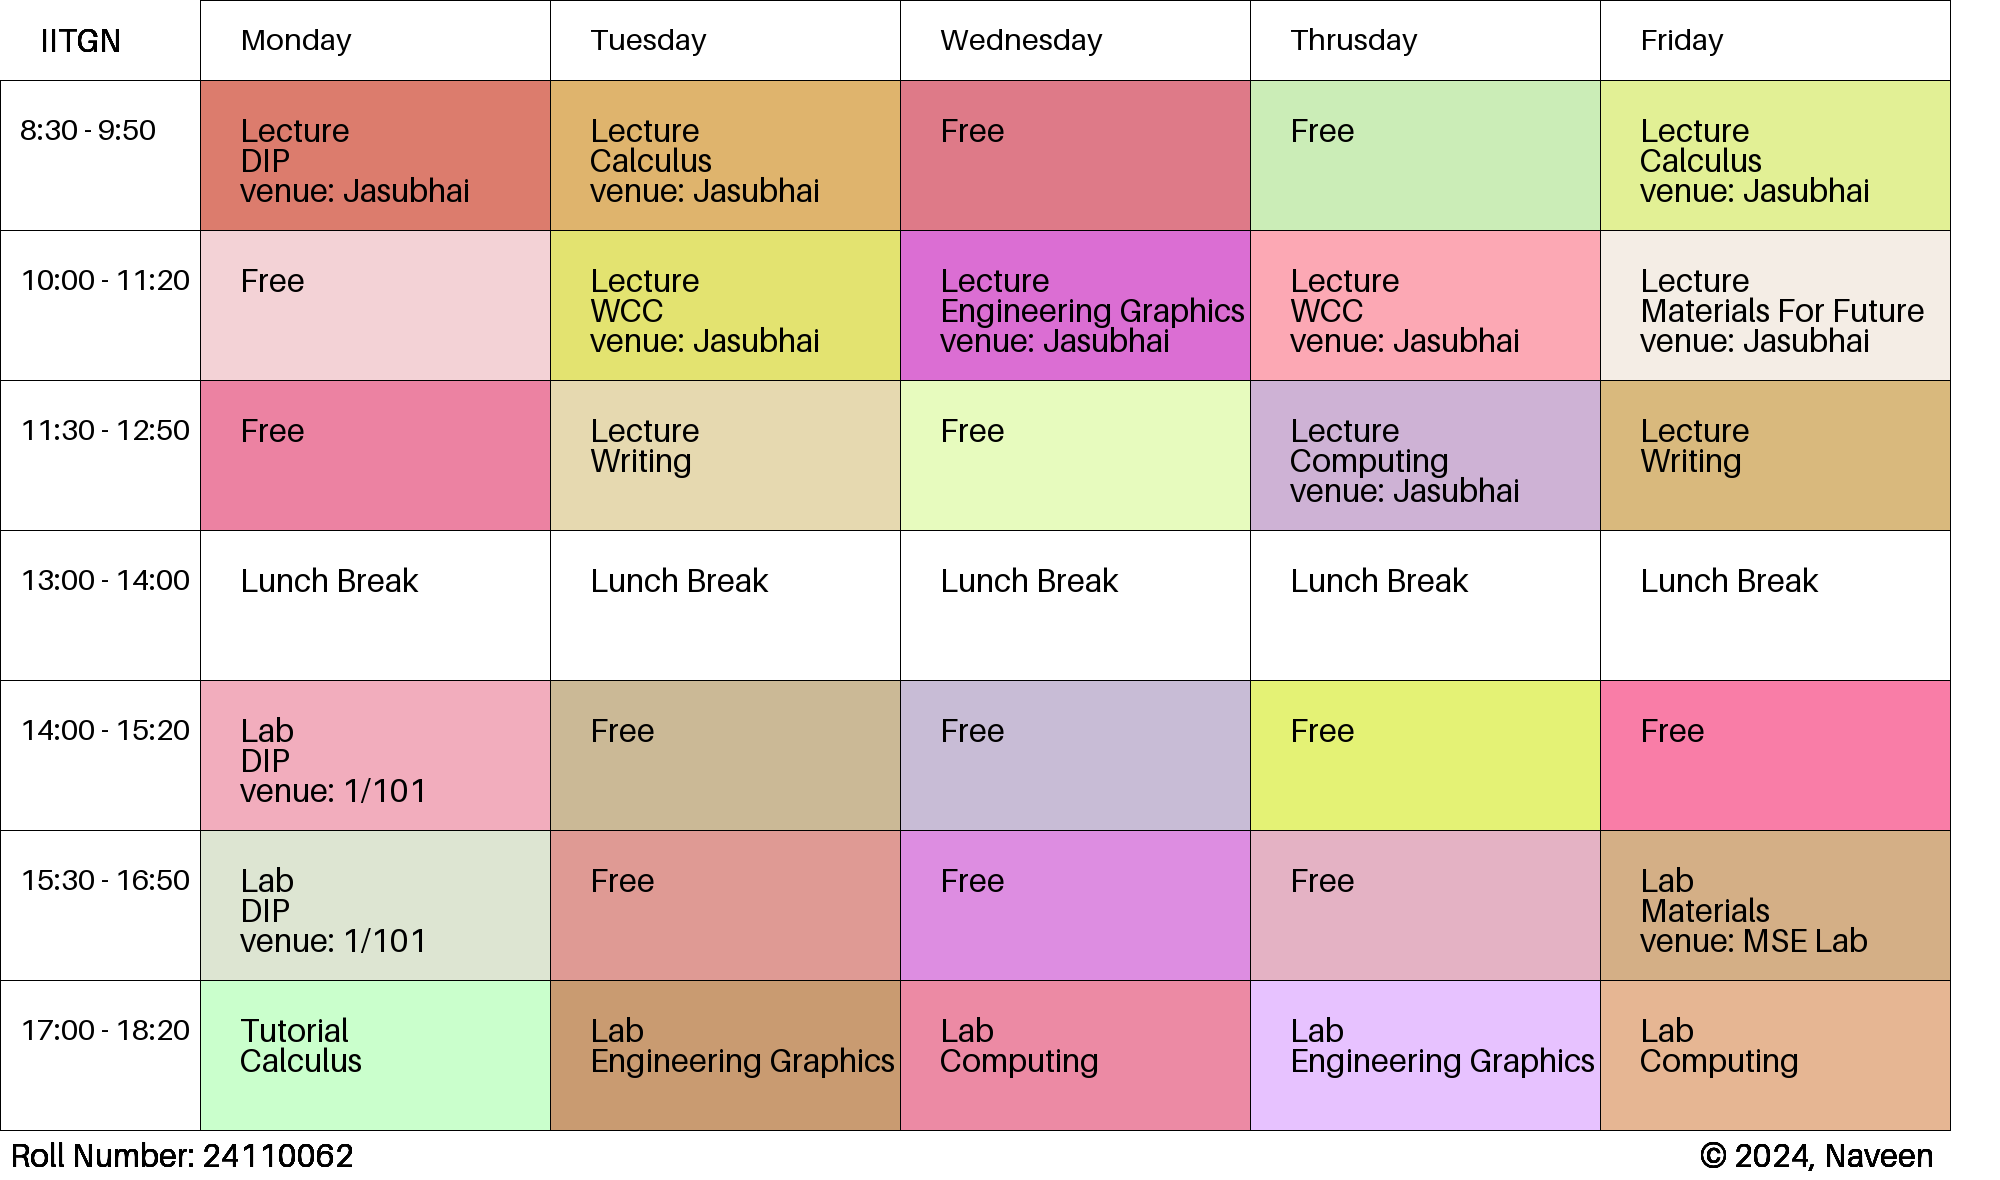 IITGN
Monday
Tuesday
Wednesday
Thrusday
Friday
8:30 - 9:50
Lecture
DIP
venue: Jasubhai
Lecture
Calculus
venue: Jasubhai
Free
Free
Lecture
Calculus
venue: Jasubhai
10:00 - 11:20
Free
Lecture
WCC
venue: Jasubhai
Lecture
Engineering Graphics
venue: Jasubhai
Lecture
WCC
venue: Jasubhai
Lecture
Materials For Future
venue: Jasubhai
11:30 - 12:50
Free
Lecture
Writing
Free
Lecture
Computing
venue: Jasubhai
Lecture
Writing
13:00 - 14:00
Lunch Break
Lunch Break
Lunch Break
Lunch Break
Lunch Break
14:00 - 15:20
Lab
DIP
venue: 1/101
Free
Free
Free
Free
15:30 - 16:50
Lab
DIP
venue: 1/101
Free
Free
Free
Lab
Materials
venue: MSE Lab
17:00 - 18:20
Tutorial
Calculus
Lab
Engineering Graphics
Lab
Computing
Lab
Engineering Graphics
Lab
Computing
Roll Number: 24110062
© 2024, Naveen